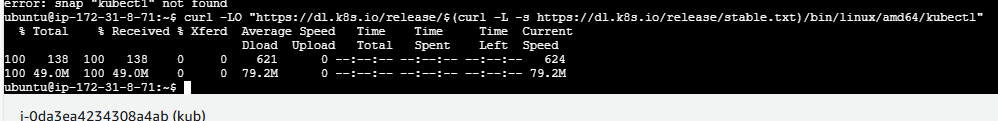 error: snap "kubectl" not found
ubuntu@ip-172-31-8-71:~$ curl -LO "https://dl.k8s.io/release/$(curl -L -s https://dl.k8s.io/release/stable.txt)/bin/linux/amd64/kubectl"
  % Total    % Received % Xferd  Average Speed   Time    Time     Time  Current
                                 Dload  Upload   Total   Spent    Left  Speed
100   138  100   138    0     0    621      0 --:--:-- --:--:-- --:--:--   624
100 49.0M  100 49.0M    0     0  79.2M      0 --:--:-- --:--:-- --:--:-- 79.2M
ubuntu@ip-172-31-8-71:~$
i-0da3ea4234308a4ab (kub)